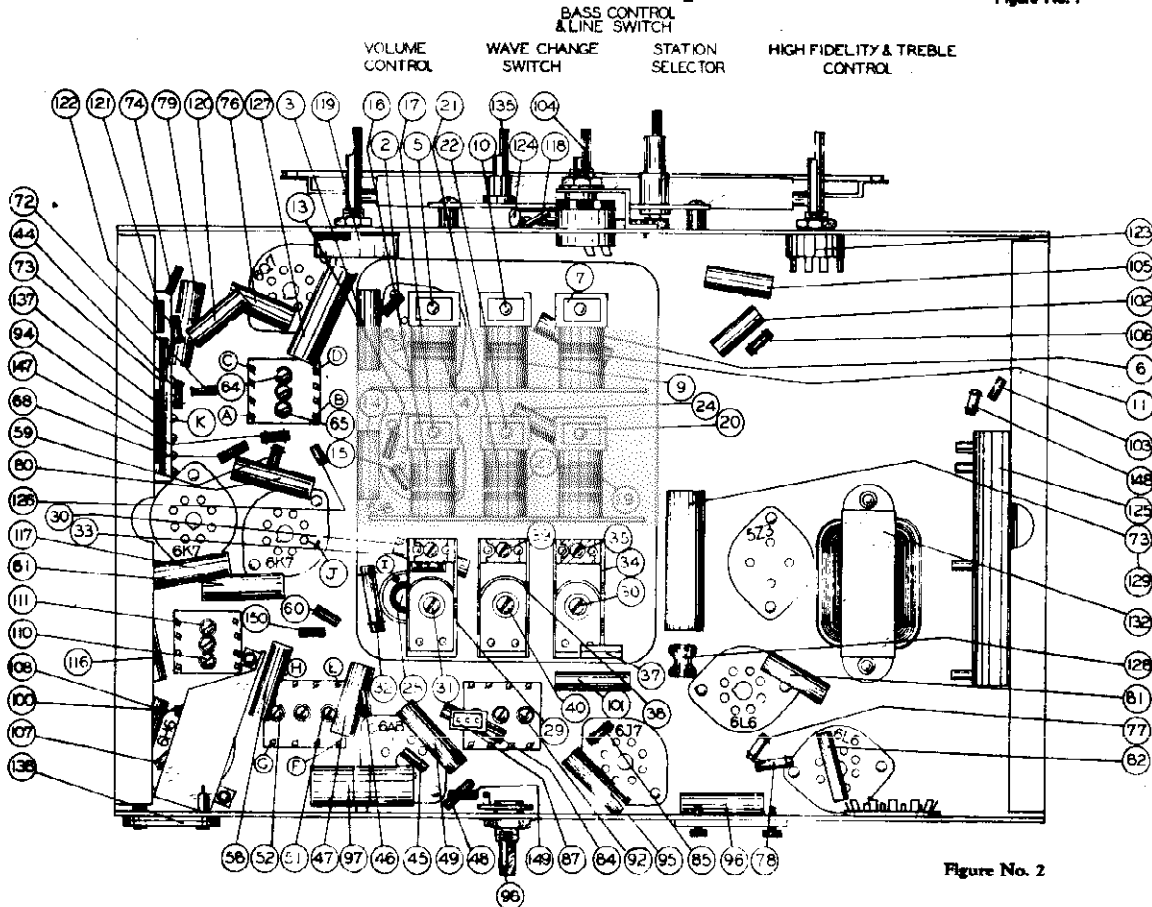 Figure No. 1
BASS CONTROL
& LINE SWITCH
VOLUME CONTROL
WAVE CHANGE SWITCH
STATION SELECTOR
HIGH FIDELITY & TREBLE CONTROL
122 121 74 79 120 76 127 3 119 16 2 17 5 21 22 10 135 124 104 118
72
44
73
137
94
147
68
59
80
126
30 33
117
61
111
110
116
108
100
107
138
13
7
123
105
102
106
6
11
103
148
125
73
129
132
128
81
77
82
C
D
64
A
B
65
K
9
24
20
15
6K7
6K7
J
I
35
34
5Z3
150
60
H
L
G
F
32 25 31
29
40
101
38
37
6A8
6J7
6L6
6L6
6H6
58 52 51 47 97 46 45 49 48 98 149 87 84 92 95 85 96 78
Figure No. 2